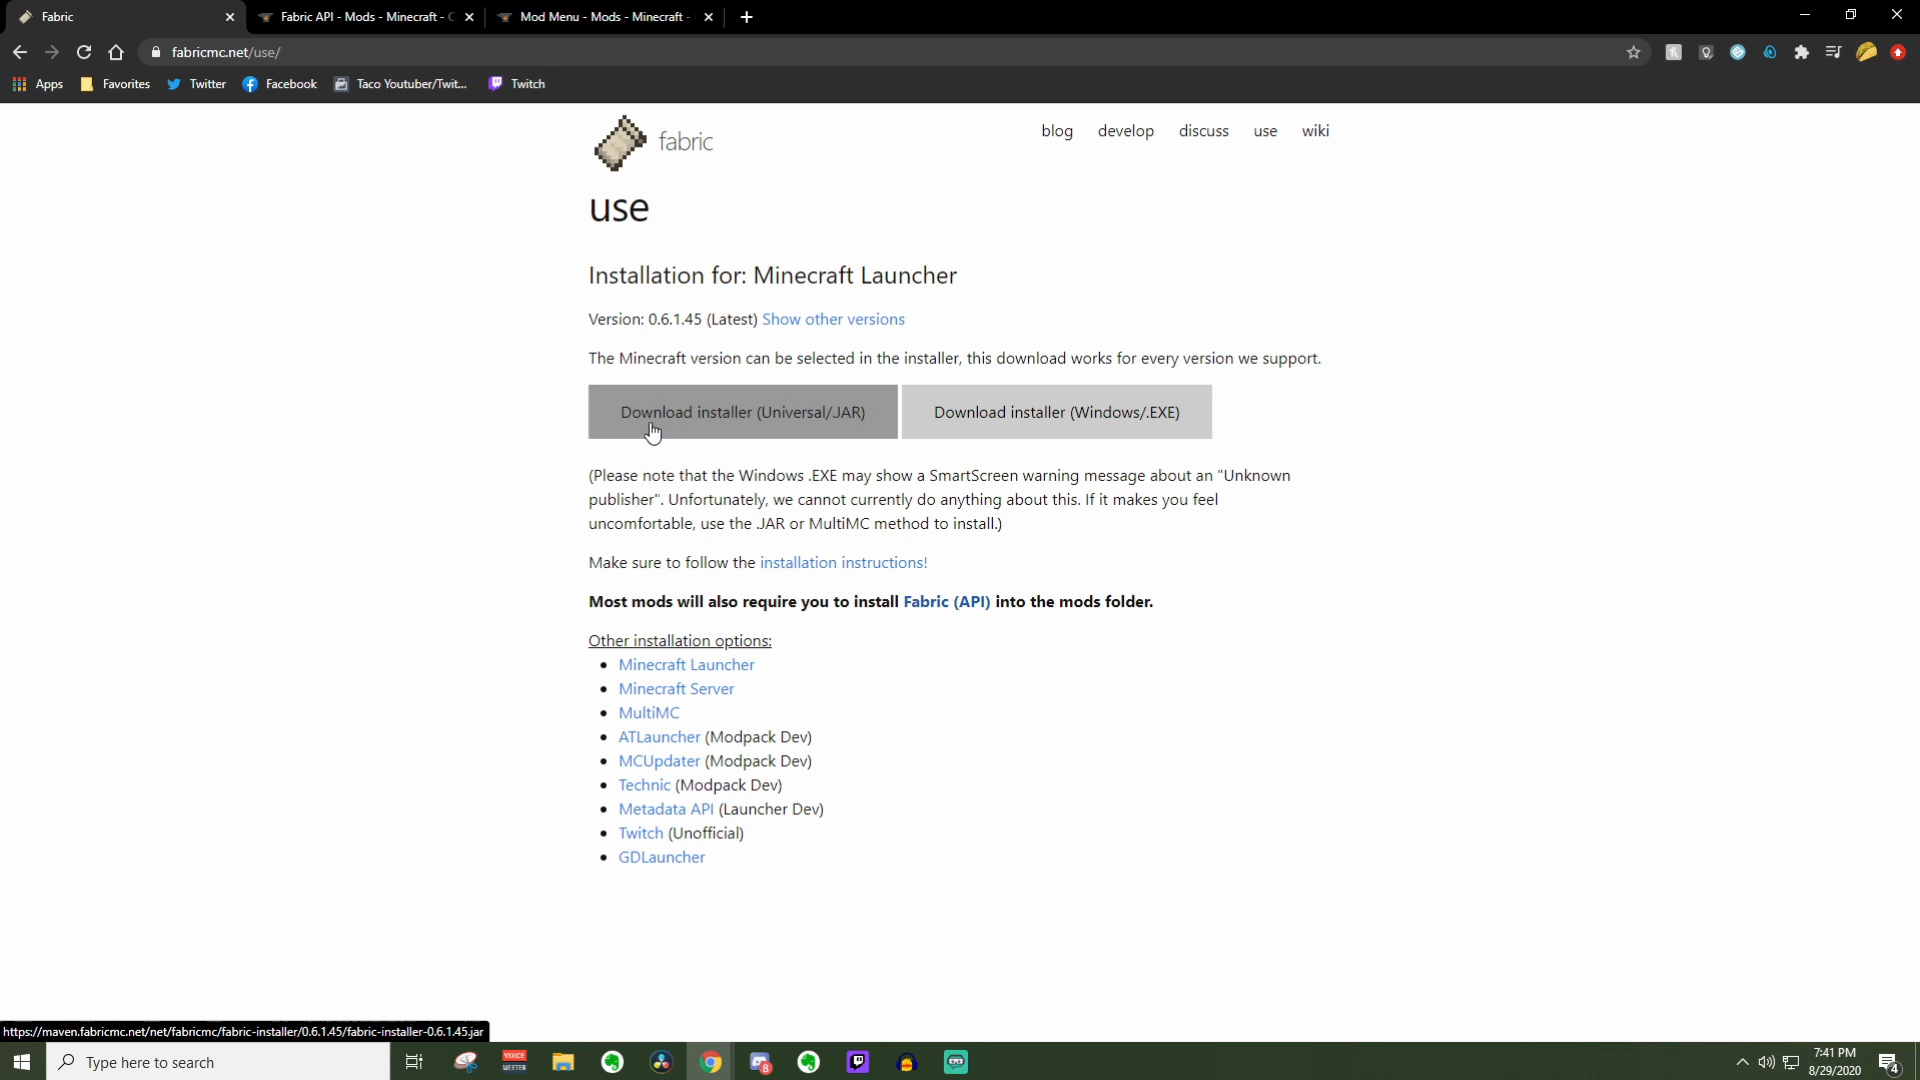 Fabric
Fabric API - Mods - Minecraft - C
Mod Menu - Mods - Minecraft -
fabricmc.net/use/
Apps
Favorites
Twitter
Facebook
Taco Youtuber/Twit...
Twitch
fabric
blog
develop
discuss
use
wiki
use
Installation for: Minecraft Launcher
Version: 0.6.1.45 (Latest) Show other versions
The Minecraft version can be selected in the installer, this download works for every version we support.
Download installer (Universal/.JAR)
Download installer (Windows/.EXE)
(Please note that the Windows .EXE may show a SmartScreen warning message about an "Unknown
publisher". Unfortunately, we cannot currently do anything about this. If it makes you feel
uncomfortable, use the .JAR or MultiMC method to install.)
Make sure to follow the installation instructions!
Most mods will also require you to install Fabric (API) into the mods folder.
Other installation options:
Minecraft Launcher
Minecraft Server
MultiMC
ATLauncher (Modpack Dev)
MCUpdater (Modpack Dev)
Technic (Modpack Dev)
Metadata API (Launcher Dev)
Twitch (Unofficial)
GDLauncher
https://maven.fabricmc.net/net/fabricmc/fabric-installer/0.6.1.45/fabric-installer-0.6.1.45.jar
Type here to search
VOICE
MEETER
8
7:41 PM
8/29/2020
4